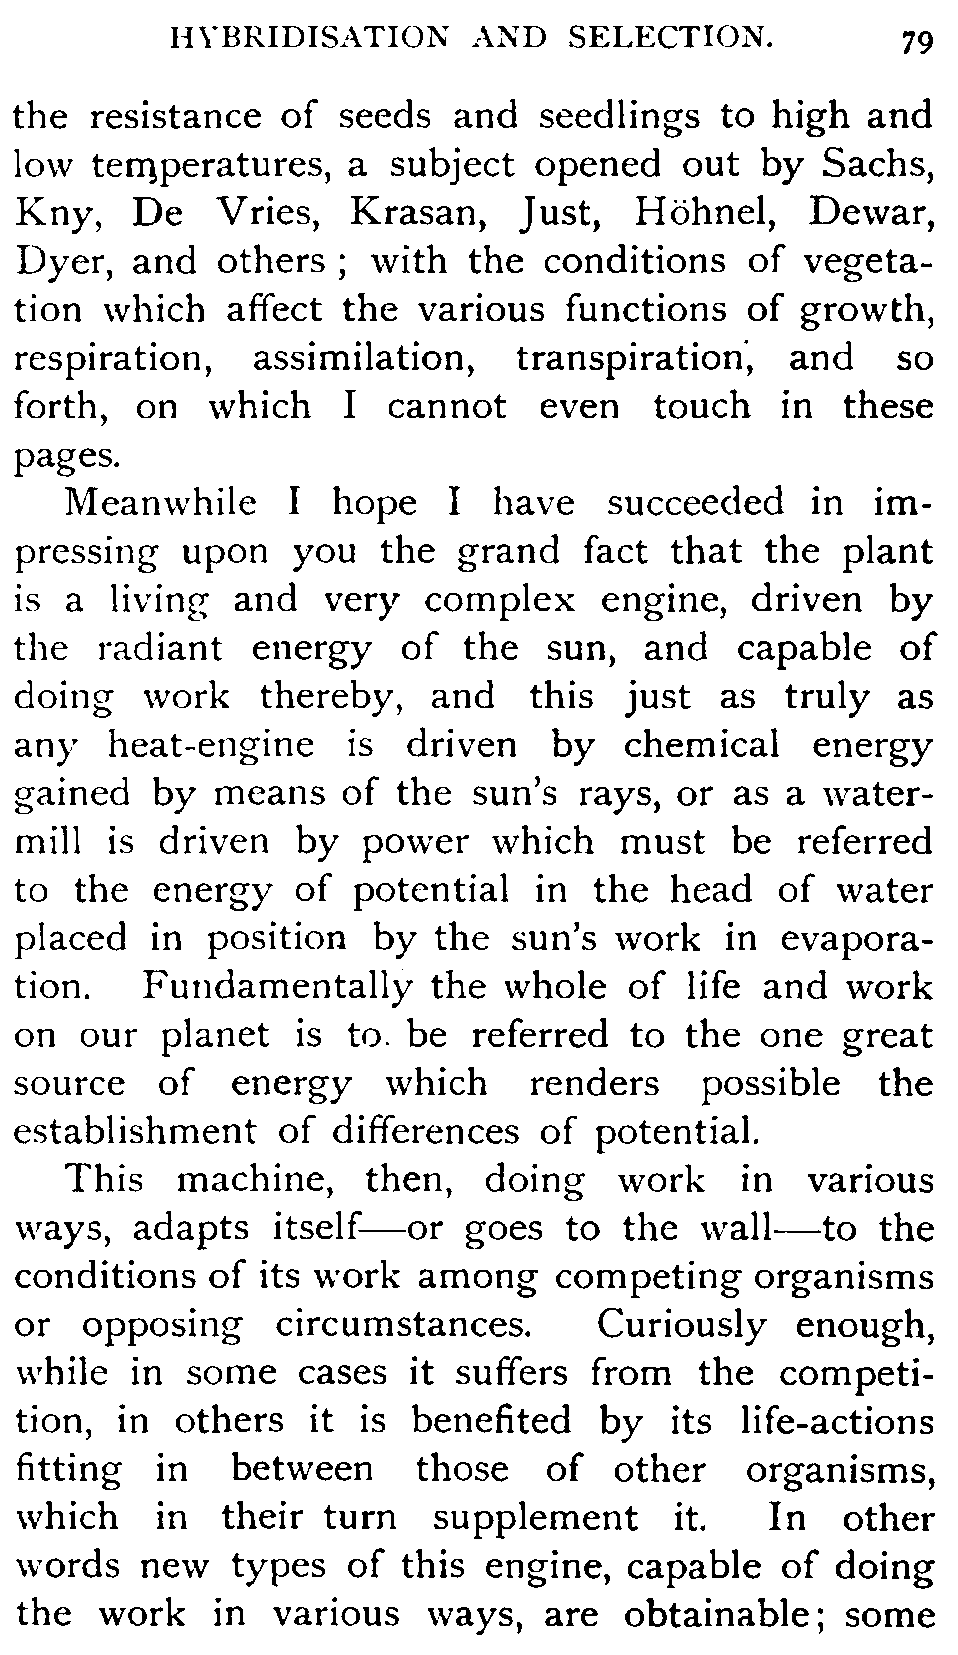 HYBRIDISATION AND SELECTION. 79
the resistance of seeds and seedlings to high and
low temperatures, a subject opened out by Sachs,
Kny, De Vries, Krasan, Just, Höhnel, Dewar,
Dyer, and others ; with the conditions of vegeta-
tion which affect the various functions of growth,
respiration, assimilation, transpiration, and so
forth, on which I cannot even touch in these
pages.
Meanwhile I hope I have succeeded in im-
pressing upon you the grand fact that the plant
is a living and very complex engine, driven by
the radiant energy of the sun, and capable of
doing work thereby, and this just as truly as
any heat-engine is driven by chemical energy
gained by means of the sun's rays, or as a water-
mill is driven by power which must be referred
to the energy of potential in the head of water
placed in position by the sun's work in evapora-
tion. Fundamentally the whole of life and work
on our planet is to. be referred to the one great
source of energy which renders possible the
establishment of differences of potential.
This machine, then, doing work in various
ways, adapts itself—or goes to the wall—to the
conditions of its work among competing organisms
or opposing circumstances. Curiously enough,
while in some cases it suffers from the competi-
tion, in others it is benefited by its life-actions
fitting in between those of other organisms,
which in their turn supplement it. In other
words new types of this engine, capable of doing
the work in various ways, are obtainable; some